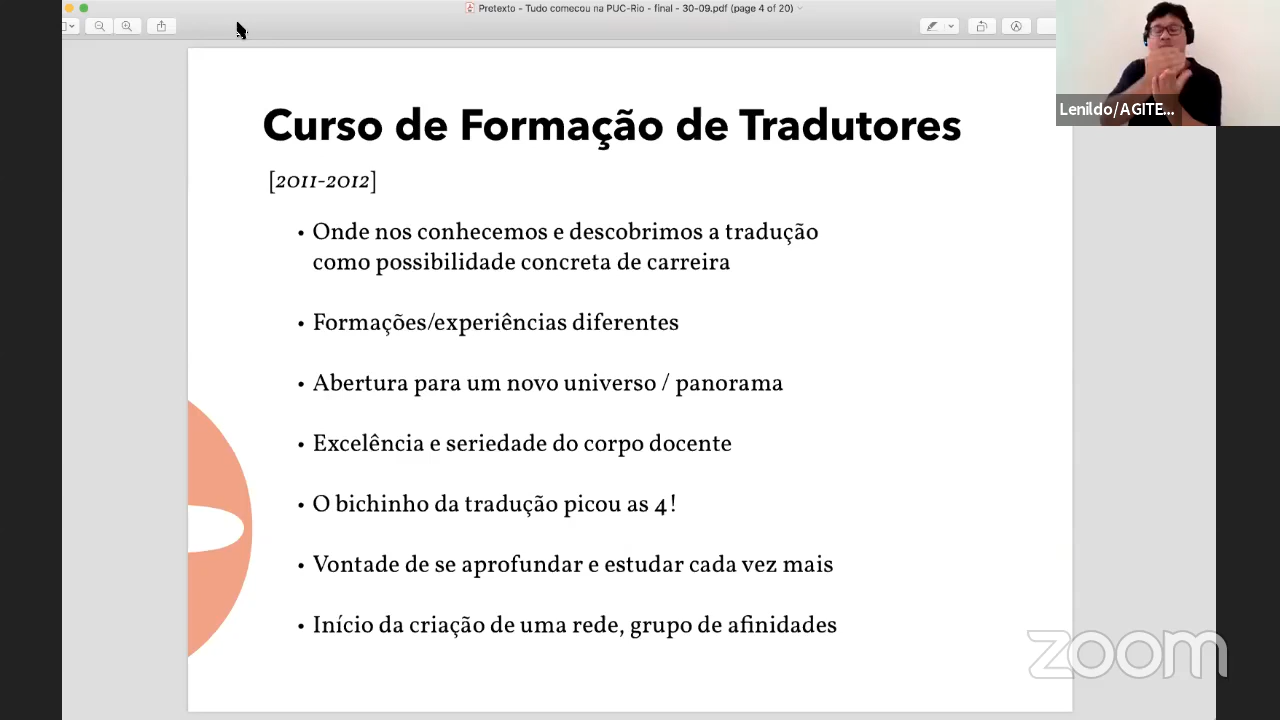 Pretexto - Tudo comecou na PUC-Rio - final - 30-09.pdf (page 4 of 20)
Lenildo/AGITE...
Curso de Formação de Tradutores
[2011-2012]
• Onde nos conhecemos e descobrimos a tradução
como possibilidade concreta de carreira
• Formações/experiências diferentes
• Abertura para um novo universo / panorama
• Excelência e seriedade do corpo docente
• O bichinho da tradução picou as 4!
• Vontade de se aprofundar e estudar cada vez mais
• Início da criação de uma rede, grupo de afinidades
zoom